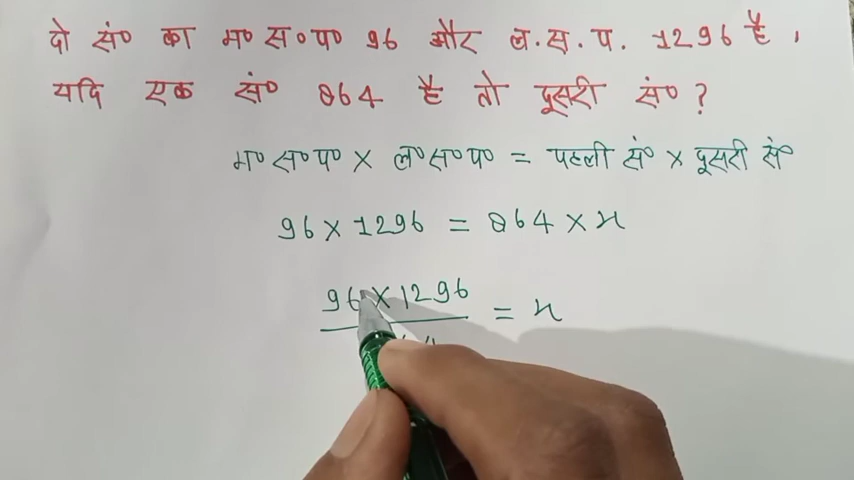 दो सं० का म० स० प० 96 और ल.स.प. 1296 है,
यदि एक सं० 864 है तो दूसरी सं० ?
म० स० प० × ल० स० प० = पहली सं० × दूसरी सं०
96 × 1296 = 864 × x
96 × 1296
= x